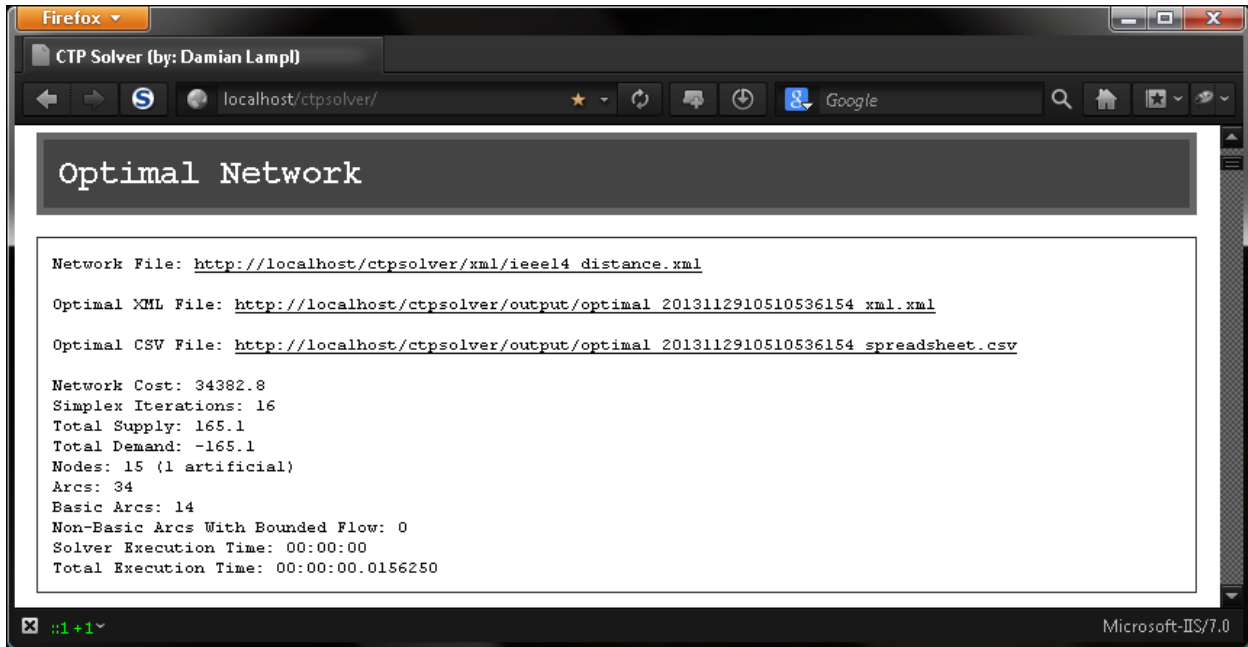 Firefox
CTP Solver (by: Damian Lampl)
localhost/ctpsolver/
Google
Optimal Network
Network File: http://localhost/ctpsolver/xml/ieee14_distance.xml
Optimal XML File: http://localhost/ctpsolver/output/optimal_2013112910510536154_xml.xml
Optimal CSV File: http://localhost/ctpsolver/output/optimal_2013112910510536154_spreadsheet.csv
Network Cost: 34382.8
Simplex Iterations: 16
Total Supply: 165.1
Total Demand: -165.1
Nodes: 15 (1 artificial)
Arcs: 34
Basic Arcs: 14
Non-Basic Arcs With Bounded Flow: 0
Solver Execution Time: 00:00:00
Total Execution Time: 00:00:00.0156250
::1 +1
Microsoft-IIS/7.0